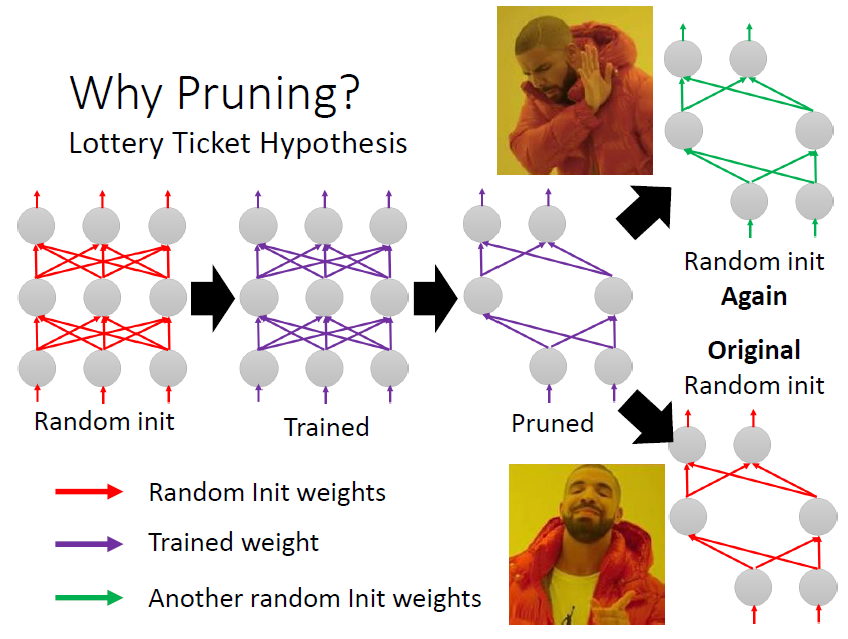 Why Pruning?
Lottery Ticket Hypothesis
Random init
Trained
Pruned
Random init
Again
Original
Random init
Random Init weights
Trained weight
Another random Init weights